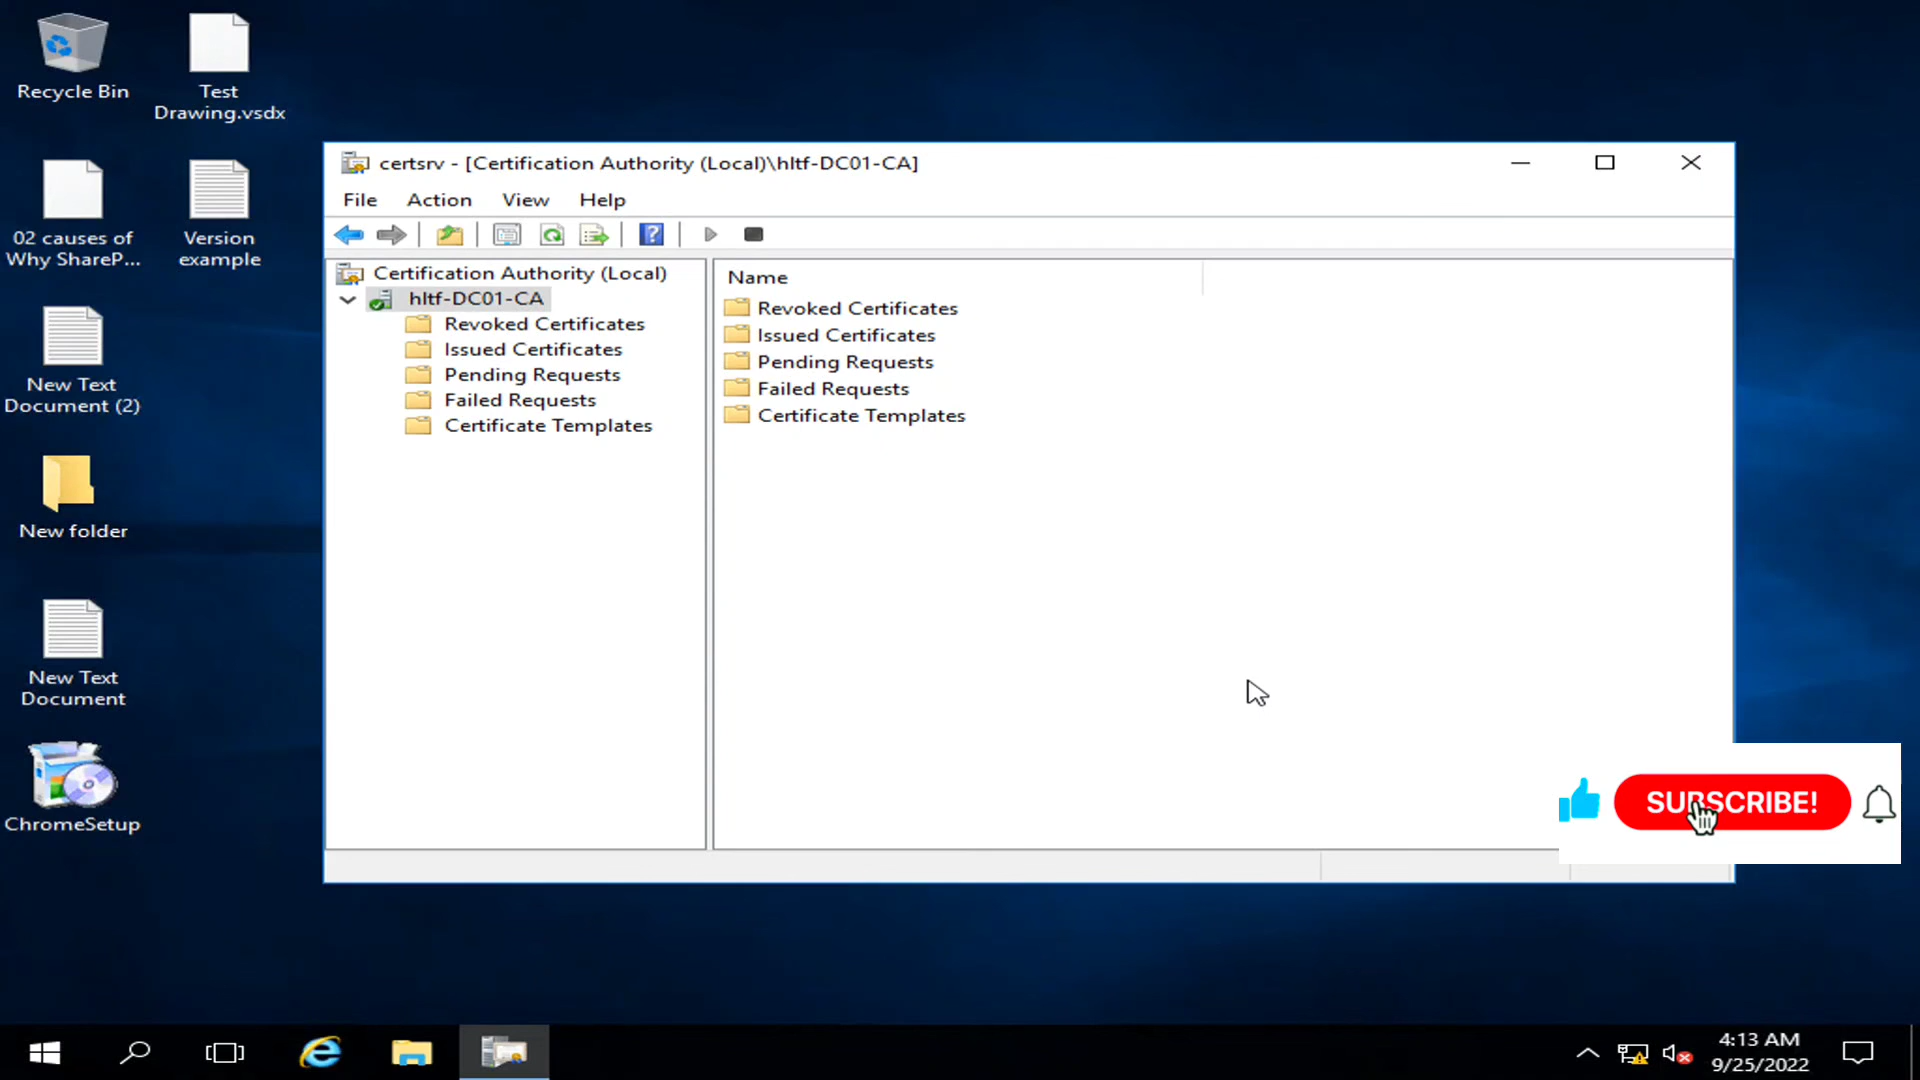 Recycle Bin
Test
Drawing.vsdx
02 causes of
Why ShareP...
Version
example
New Text
Document (2)
New folder
New Text
Document
ChromeSetup
certsrv - [Certification Authority (Local)\hltf-DC01-CA]
File Action View Help
Certification Authority (Local)
hltf-DC01-CA
Revoked Certificates
Issued Certificates
Pending Requests
Failed Requests
Certificate Templates
Name
Revoked Certificates
Issued Certificates
Pending Requests
Failed Requests
Certificate Templates
SUBSCRIBE!
4:13 AM
9/25/2022